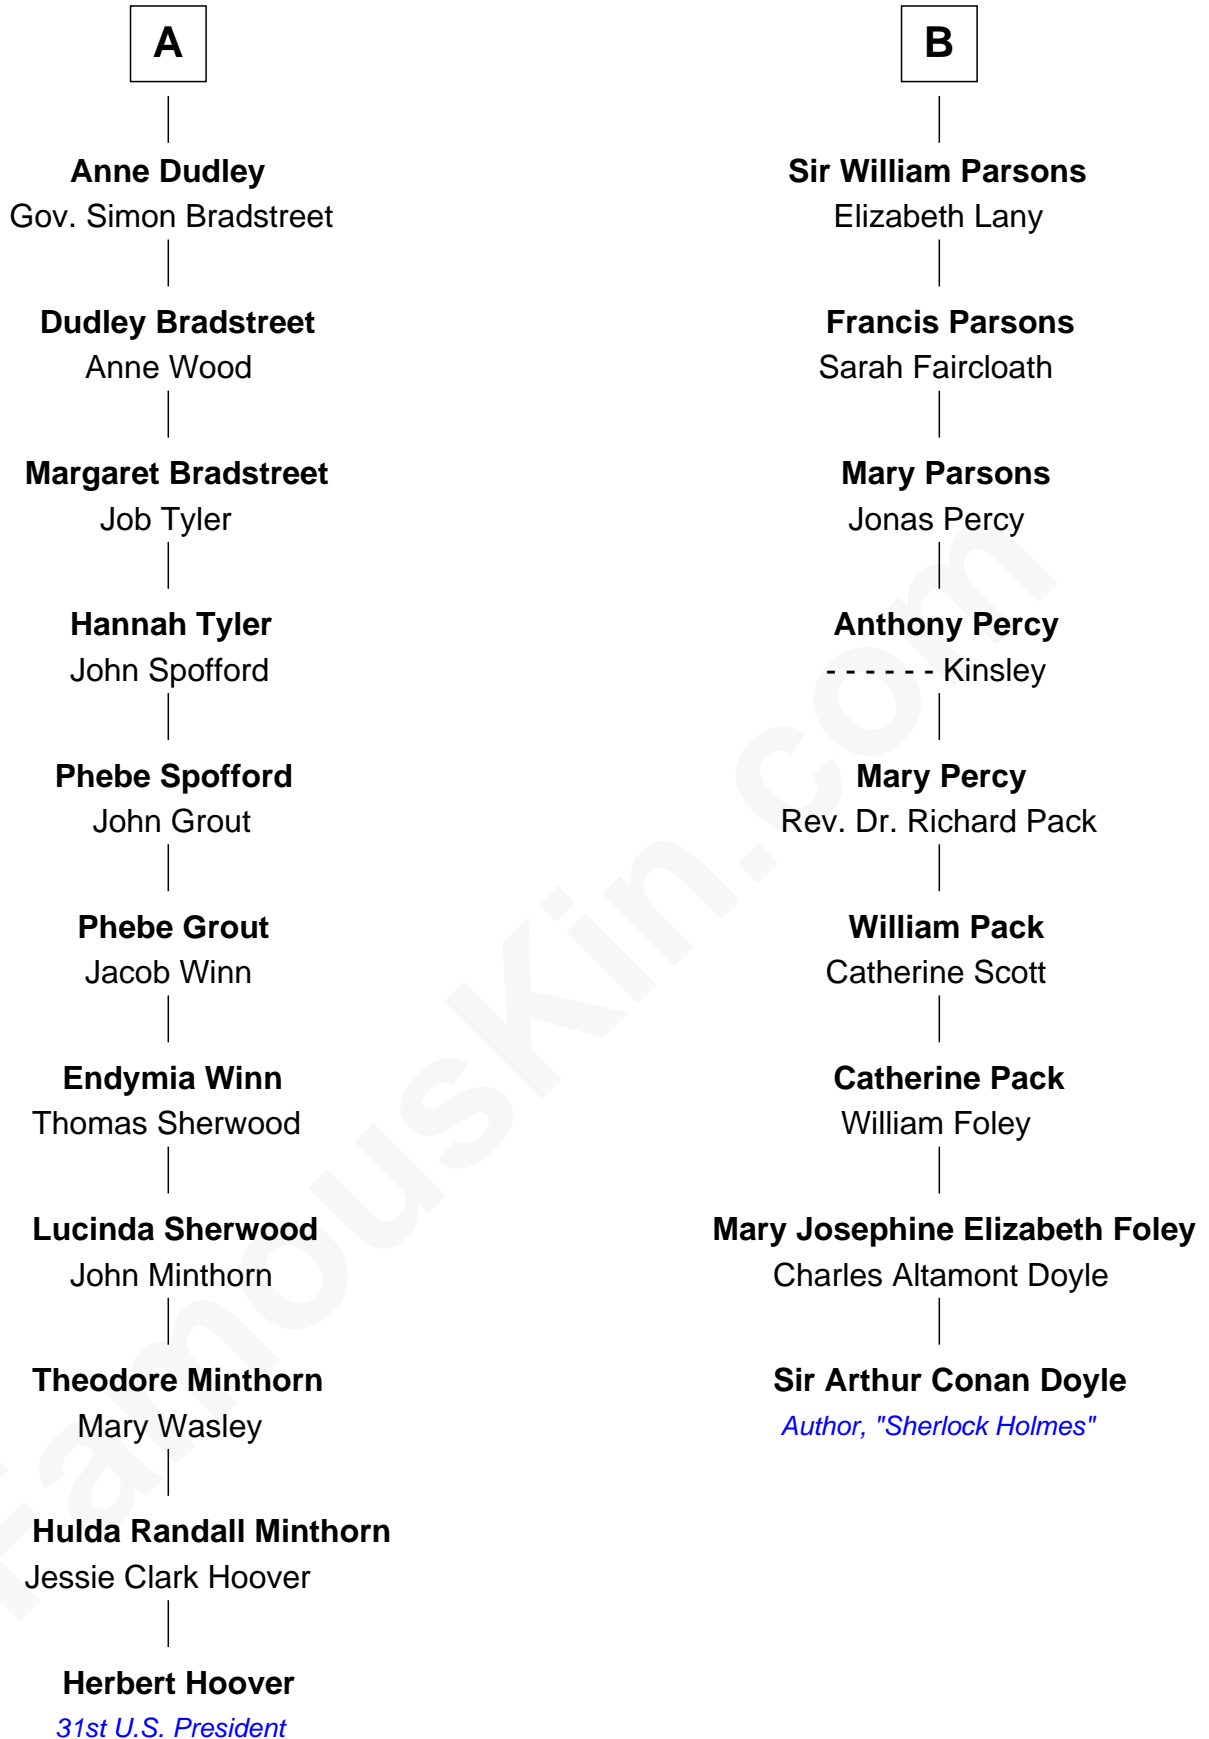 A
Anne Dudley
Gov. Simon Bradstreet
Dudley Bradstreet
Anne Wood
Margaret Bradstreet
Job Tyler
Hannah Tyler
John Spofford
Phebe Spofford
John Grout
Phebe Grout
Jacob Winn
Endymia Winn
Thomas Sherwood
Lucinda Sherwood
John Minthorn
Theodore Minthorn
Mary Wasley
Hulda Randall Minthorn
Jessie Clark Hoover
Herbert Hoover
31st U.S. President
B
Sir William Parsons
Elizabeth Lany
Francis Parsons
Sarah Faircloath
Mary Parsons
Jonas Percy
Anthony Percy
- - - - - - Kinsley
Mary Percy
Rev. Dr. Richard Pack
William Pack
Catherine Scott
Catherine Pack
William Foley
Mary Josephine Elizabeth Foley
Charles Altamont Doyle
Sir Arthur Conan Doyle
Author, "Sherlock Holmes"
FamousKin.com